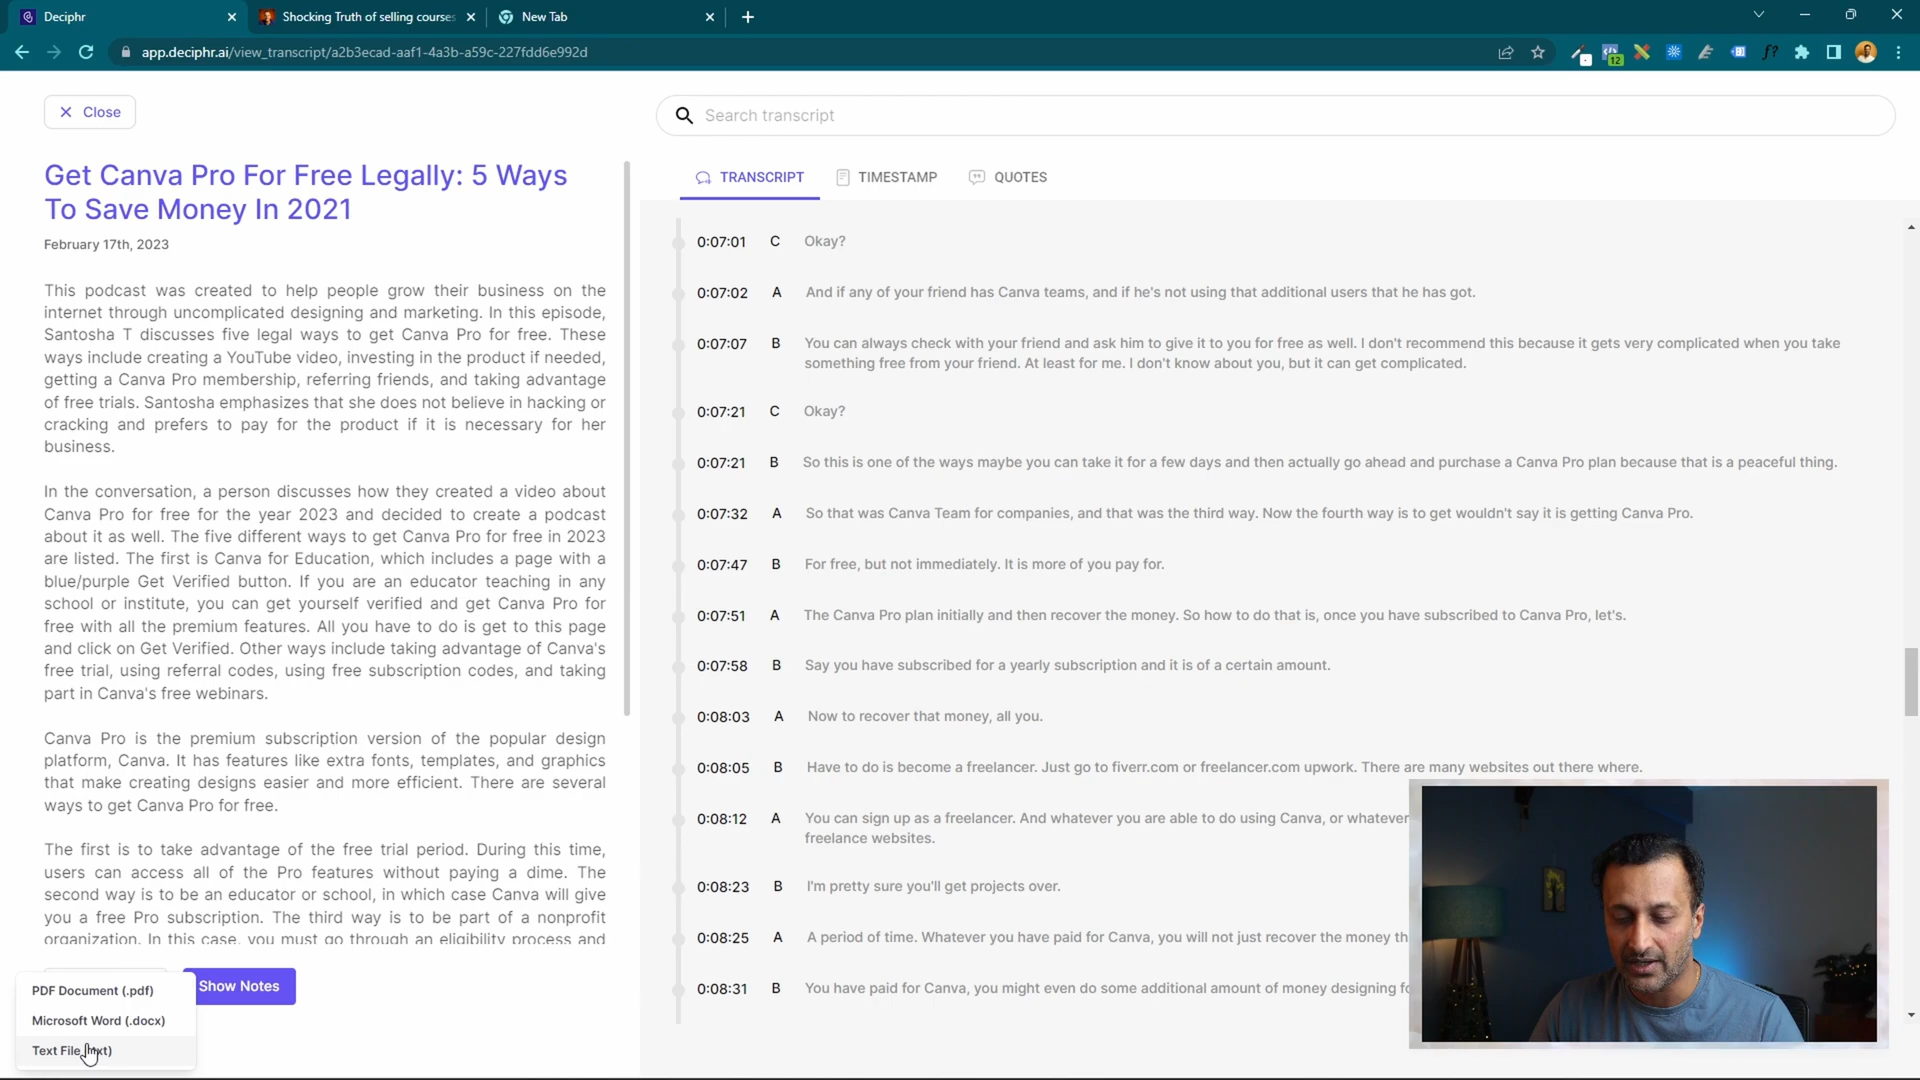 Deciphr
Shocking Truth of selling courses
New Tab
app.deciphr.ai/view_transcript/a2b3ecad-aaf1-4a3b-a59c-227fdd6e992d
12
f?
Close
Search transcript
Get Canva Pro For Free Legally: 5 Ways
To Save Money In 2021
February 17th, 2023
This podcast was created to help people grow their business on the
internet through uncomplicated designing and marketing. In this episode,
Santosha T discusses five legal ways to get Canva Pro for free. These
ways include creating a YouTube video, investing in the product if needed,
getting a Canva Pro membership, referring friends, and taking advantage
of free trials. Santosha emphasizes that she does not believe in hacking or
cracking and prefers to pay for the product if it is necessary for her
business.
In the conversation, a person discusses how they created a video about
Canva Pro for free for the year 2023 and decided to create a podcast
about it as well. The five different ways to get Canva Pro for free in 2023
are listed. The first is Canva for Education, which includes a page with a
blue/purple Get Verified button. If you are an educator teaching in any
school or institute, you can get yourself verified and get Canva Pro for
free with all the premium features. All you have to do is get to this page
and click on Get Verified. Other ways include taking advantage of Canva's
free trial, using referral codes, using free subscription codes, and taking
part in Canva's free webinars.
Canva Pro is the premium subscription version of the popular design
platform, Canva. It has features like extra fonts, templates, and graphics
that make creating designs easier and more efficient. There are several
ways to get Canva Pro for free.
The first is to take advantage of the free trial period. During this time,
users can access all of the Pro features without paying a dime. The
second way is to be an educator or school, in which case Canva will give
you a free Pro subscription. The third way is to be part of a nonprofit
organization. In this case, you must go through an eligibility process and
PDF Document (.pdf)
Microsoft Word (.docx)
Text File (.txt)
Show Notes
TRANSCRIPT
TIMESTAMP
QUOTES
0:07:01 C Okay?
0:07:02 A And if any of your friend has Canva teams, and if he's not using that additional users that he has got.
0:07:07 B You can always check with your friend and ask him to give it to you for free as well. I don't recommend this because it gets very complicated when you take
something free from your friend. At least for me. I don't know about you, but it can get complicated.
0:07:21 C Okay?
0:07:21 B So this is one of the ways maybe you can take it for a few days and then actually go ahead and purchase a Canva Pro plan because that is a peaceful thing.
0:07:32 A So that was Canva Team for companies, and that was the third way. Now the fourth way is to get wouldn't say it is getting Canva Pro.
0:07:47 B For free, but not immediately. It is more of you pay for.
0:07:51 A The Canva Pro plan initially and then recover the money. So how to do that is, once you have subscribed to Canva Pro, let's.
0:07:58 B Say you have subscribed for a yearly subscription and it is of a certain amount.
0:08:03 A Now to recover that money, all you.
0:08:05 B Have to do is become a freelancer. Just go to fiverr.com or freelancer.com upwork. There are many websites out there where.
0:08:12 A You can sign up as a freelancer. And whatever you are able to do using Canva, or whatever
freelance websites.
0:08:23 B I'm pretty sure you'll get projects over.
0:08:25 A A period of time. Whatever you have paid for Canva, you will not just recover the money
0:08:31 B You have paid for Canva, you might even do some additional amount of money designing